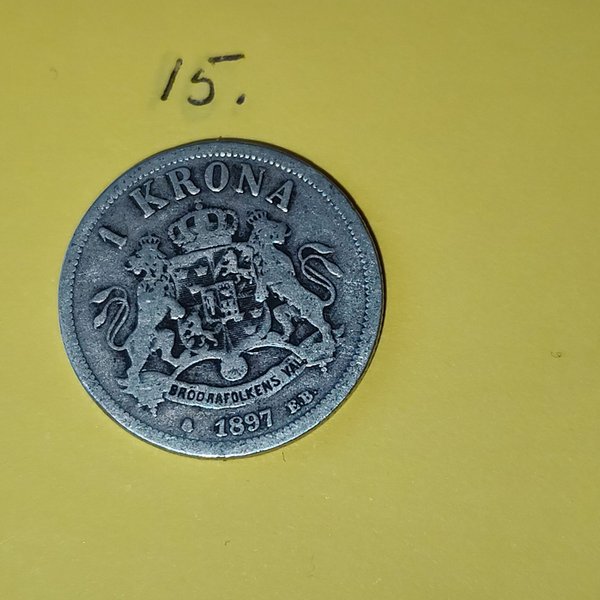 15.
1 KRONA
BRÖDRAFOLKENS VÄL
1897 E.B.